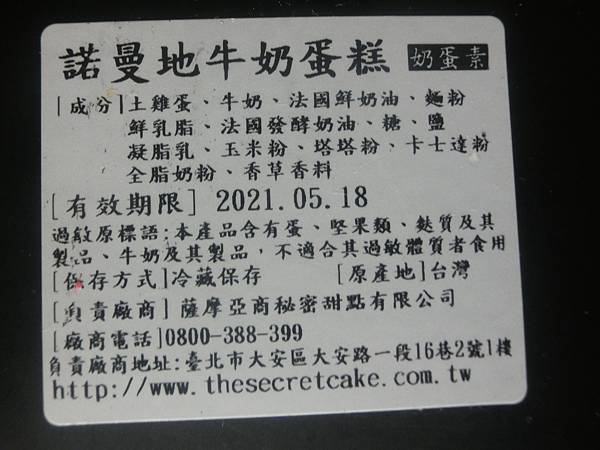 諾曼地牛奶蛋糕 奶蛋素
[成分]土雞蛋、牛奶、法國鮮奶油、麵粉
鮮乳脂、法國發酵奶油、糖、鹽
凝脂乳、玉米粉、塔塔粉、卡士達粉
全脂奶粉、香草香料
[有效期限] 2021.05.18
過敏原標語:本產品含有蛋、堅果類、麩質及其
製品、牛奶及其製品，不適合其過敏體質者食用
[保存方式]冷藏保存 [原產地]台灣
[負責廠商] 薩摩亞商秘密甜點有限公司
[廠商電話]0800-388-399
負責廠商地址:臺北市大安區大安路一段16巷2號1樓
http://www.thesecretcake.com.tw